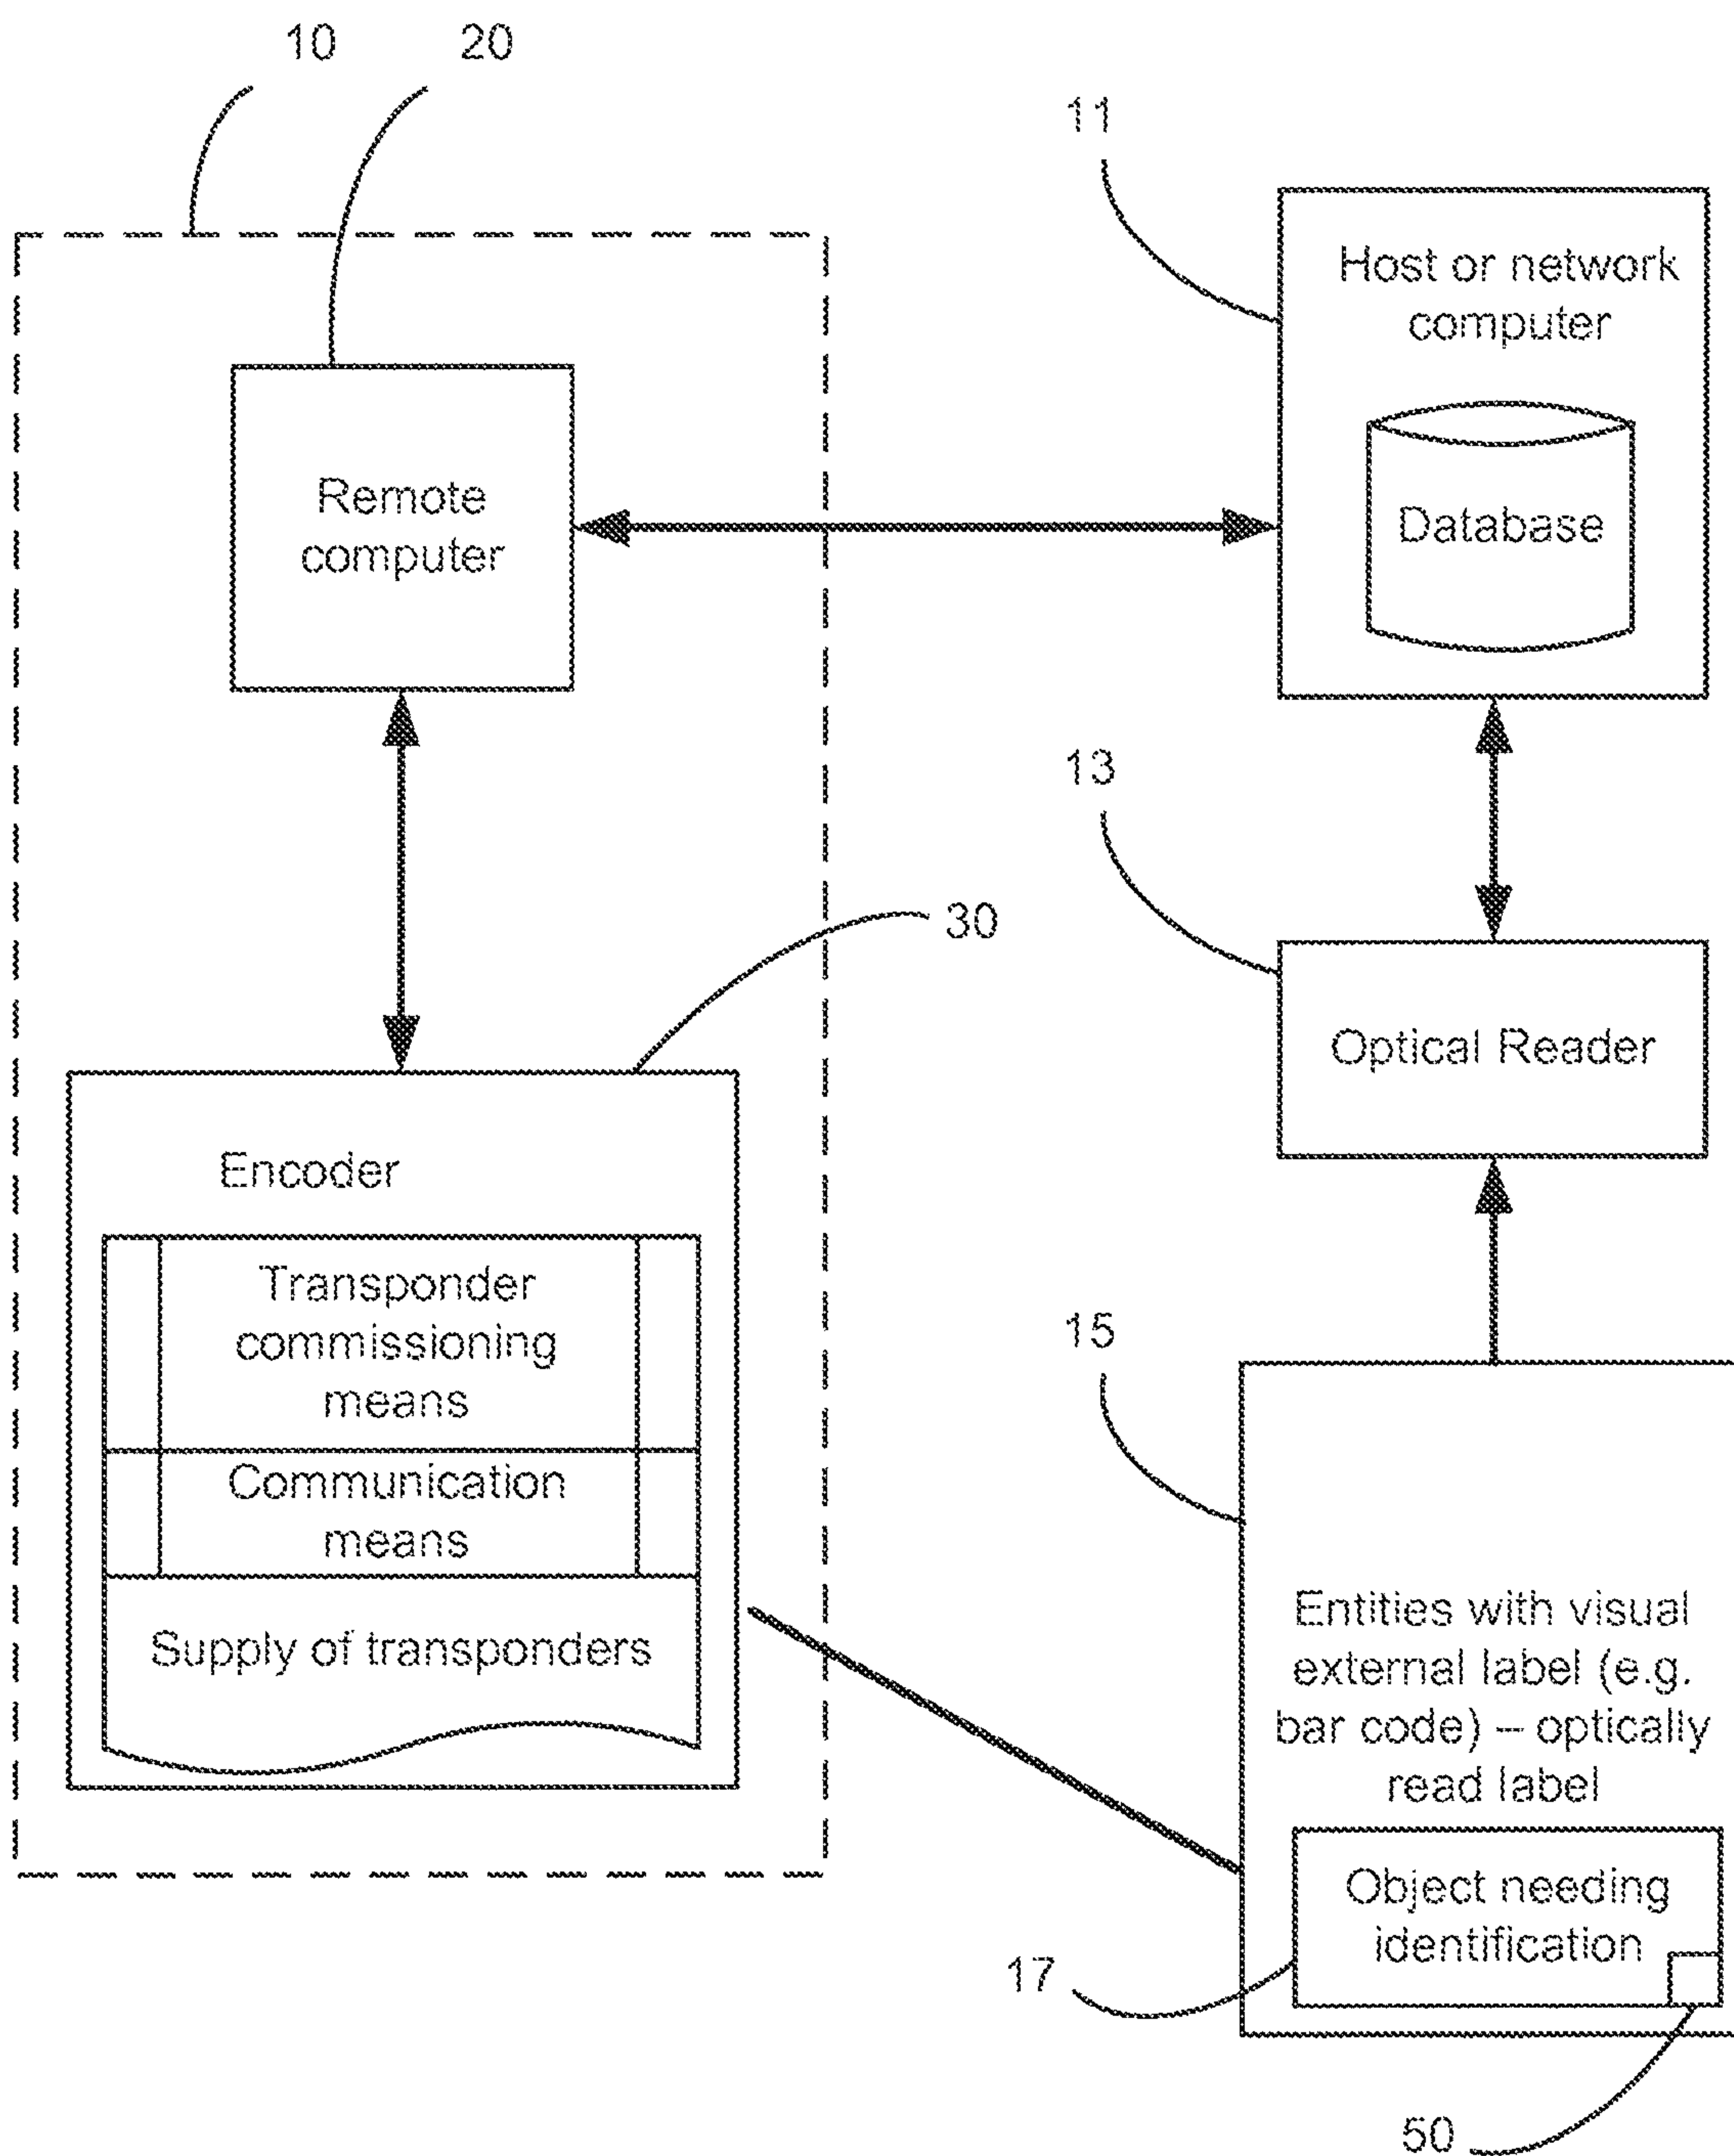 10
20
11
Host or network
computer
Database
Remote
computer
13
30
Optical Reader
Encoder
Transponder
commissioning
means
Communication
means
Supply of transponders
15
Entities with visual
external label (e.g.
bar code) – optically
read label
Object needing
identification
17
50